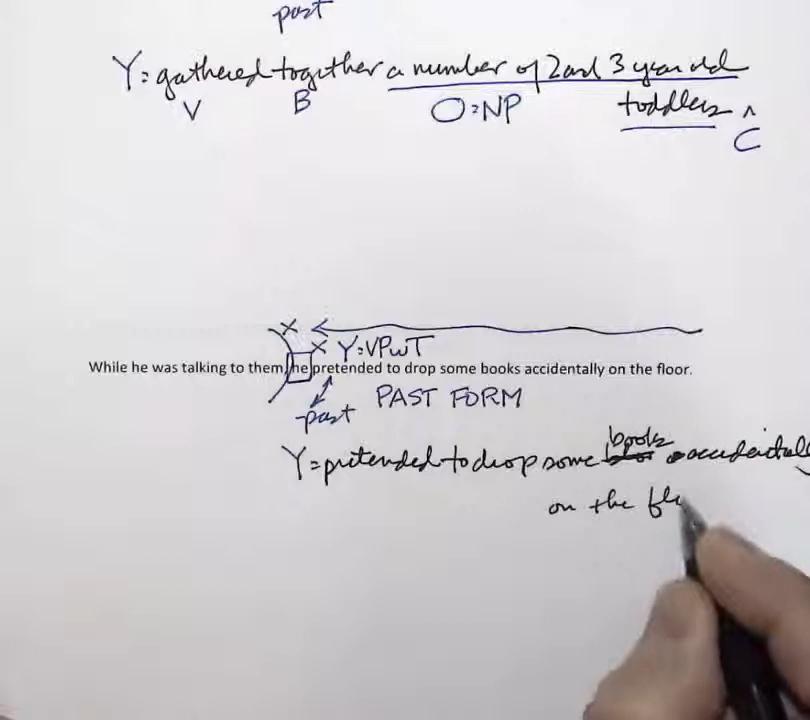 past
Y = gathered together a number of 2 and 3 year old
V B O = NP toddlers ^
C
X
X Y = VPwT
While he was talking to them, he pretended to drop some books accidentally on the floor.
-past PAST FORM
books
Y = pretended to drop some accidentally
on the flo